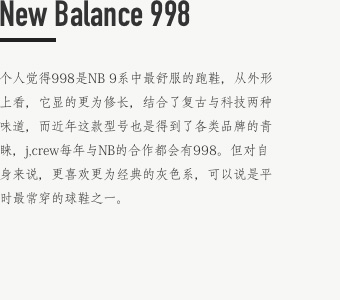 New Balance 998
个人觉得998是NB 9系中最舒服的跑鞋，从外形
上看，它显的更为修长，结合了复古与科技两种
味道，而近年这款型号也是得到了各类品牌的青
睐，j.crew每年与NB的合作都会有998。但对自
身来说，更喜欢更为经典的灰色系，可以说是平
时最常穿的球鞋之一。